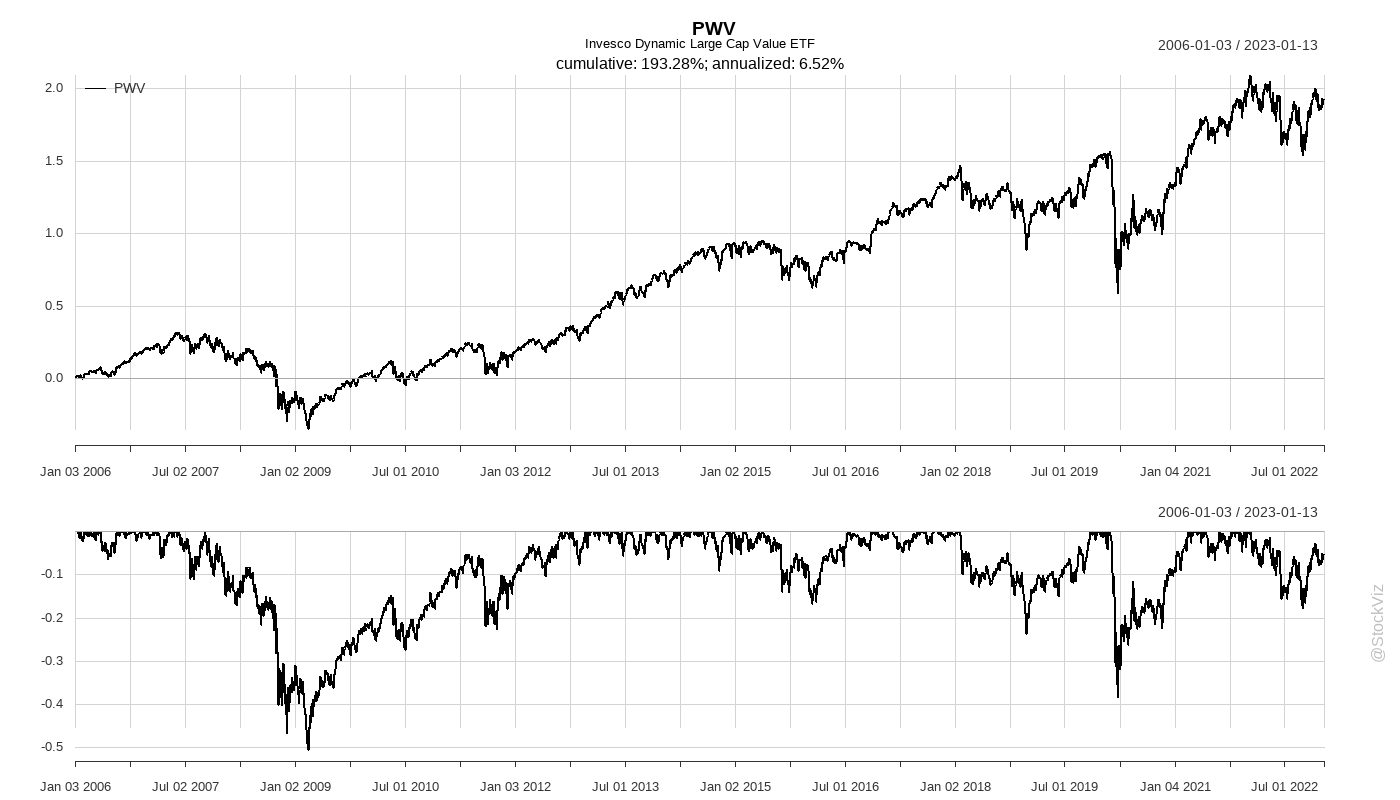 PWV
Invesco Dynamic Large Cap Value ETF
2006-01-03 / 2023-01-13
cumulative: 193.28%; annualized: 6.52%
PWV
2.0
1.5
1.0
0.5
0.0
Jan 03 2006 Jul 02 2007 Jan 02 2009 Jul 01 2010 Jan 03 2012 Jul 01 2013 Jan 02 2015 Jul 01 2016 Jan 02 2018 Jul 01 2019 Jan 04 2021 Jul 01 2022
2006-01-03 / 2023-01-13
-0.1
-0.2
-0.3
-0.4
-0.5
Jan 03 2006 Jul 02 2007 Jan 02 2009 Jul 01 2010 Jan 03 2012 Jul 01 2013 Jan 02 2015 Jul 01 2016 Jan 02 2018 Jul 01 2019 Jan 04 2021 Jul 01 2022
@StockViz